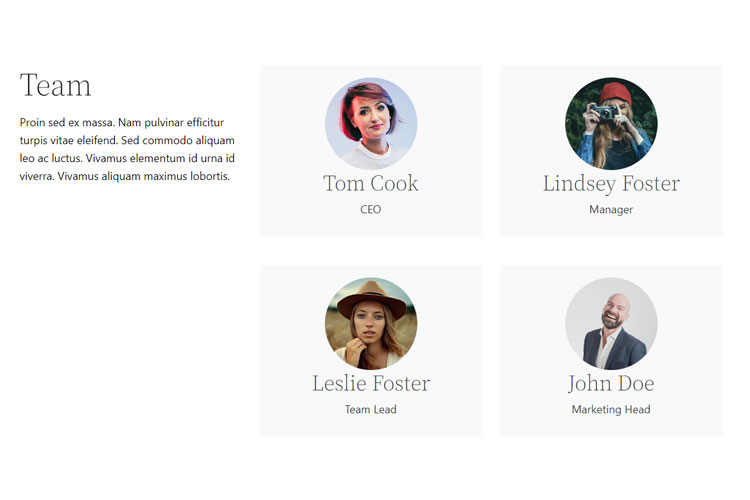 Team
Proin sed ex massa. Nam pulvinar efficitur
turpis vitae eleifend. Sed commodo aliquam
leo ac luctus. Vivamus elementum id urna id
viverra. Vivamus aliquam maximus lobortis.
Tom Cook
CEO
Lindsey Foster
Manager
Leslie Foster
Team Lead
John Doe
Marketing Head